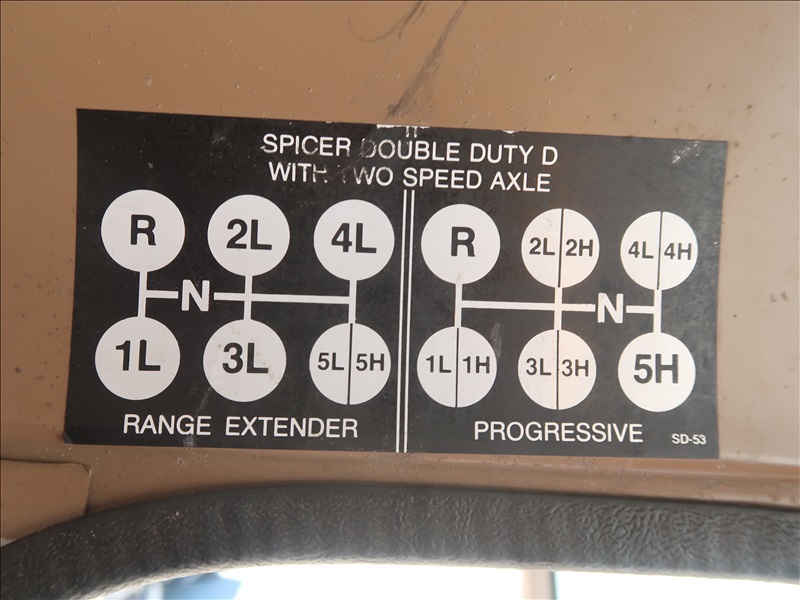 SPICER DOUBLE DUTY D
WITH TWO SPEED AXLE
R 2L 4L
N
1L 3L 5L 5H
RANGE EXTENDER
R 2L 2H 4L 4H
N
1L 1H 3L 3H 5H
PROGRESSIVE
SD-53